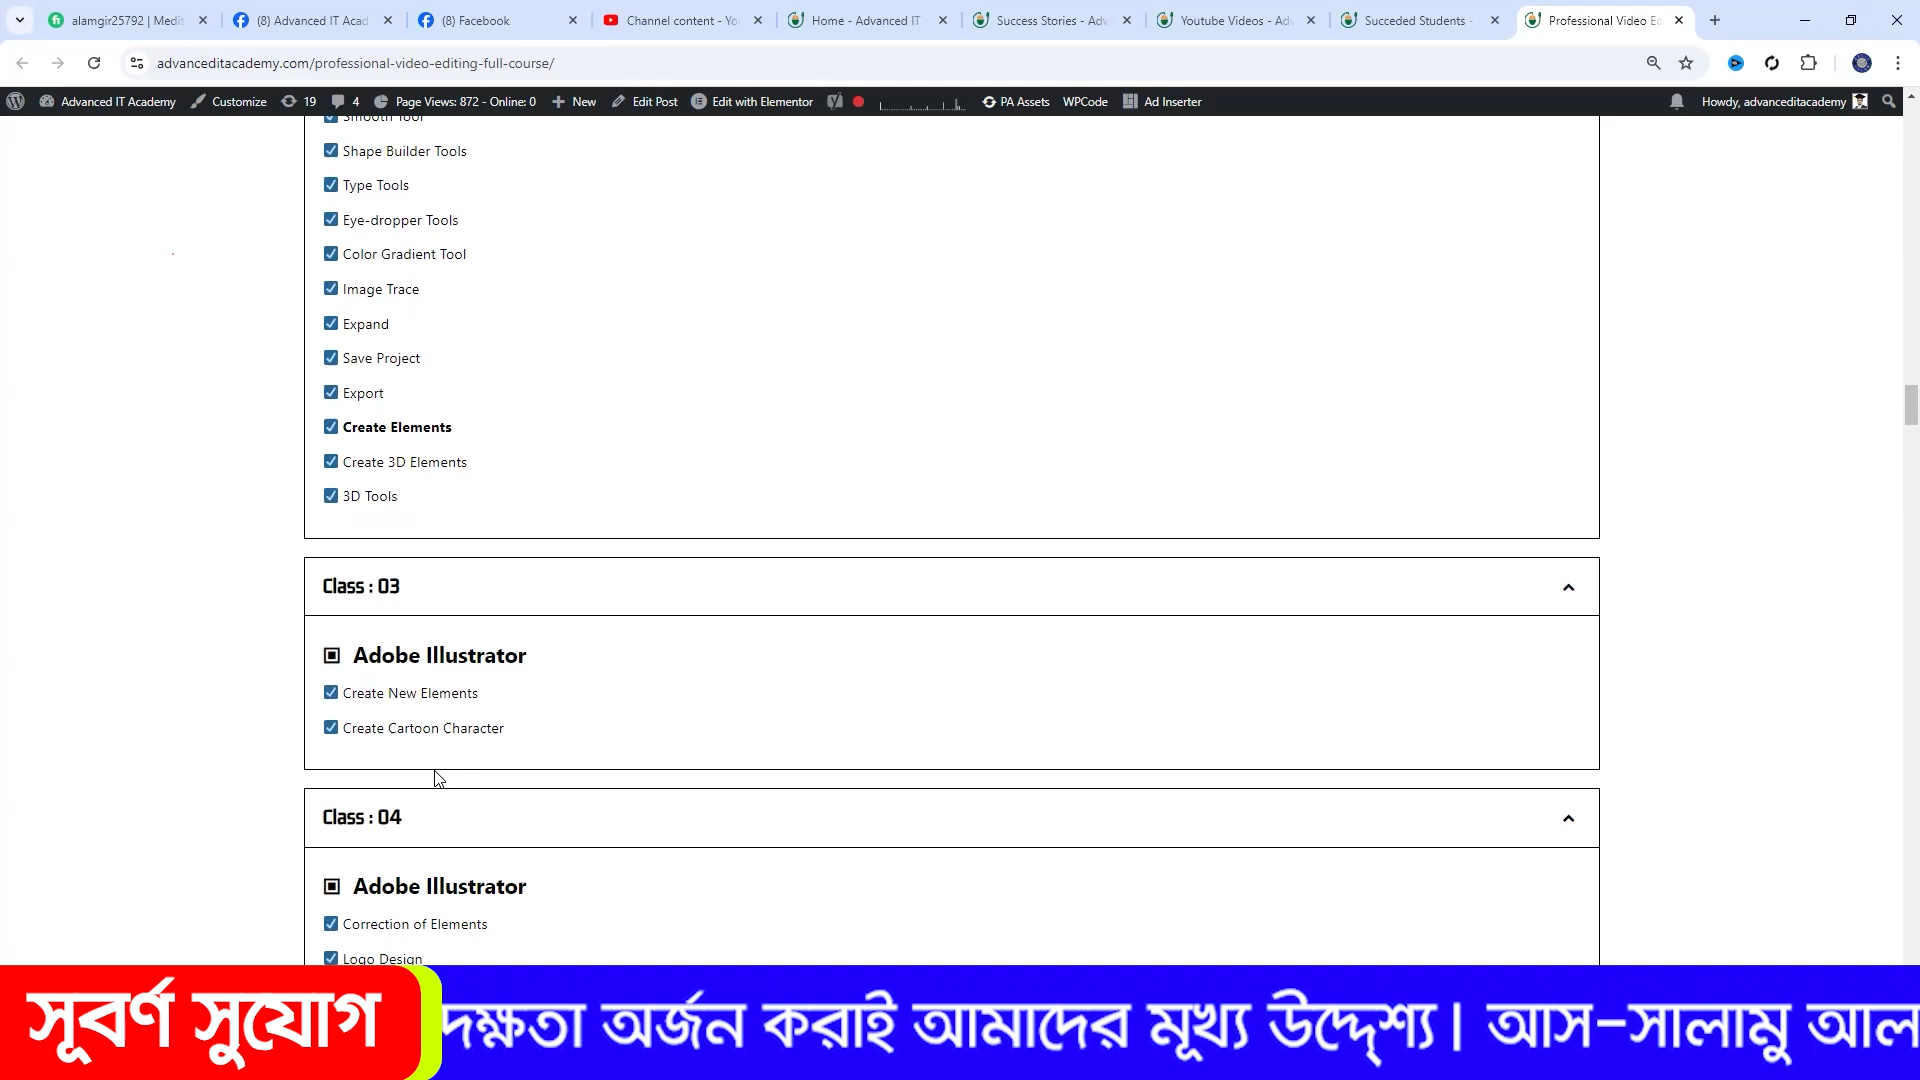 alamgir25792 | Medit
(8) Advanced IT Acad
(8) Facebook
Channel content - Yo
Home - Advanced IT
Success Stories - Adv
Youtube Videos - Ad
Succeded Students -
Professional Video Ed
advanceditacademy.com/professional-video-editing-full-course/
Advanced IT Academy
Customize
19
4
Page Views: 872 - Online: 0
New
Edit Post
Edit with Elementor
PA Assets
WPCode
Ad Inserter
Howdy, advanceditacademy
Smooth Tool
Shape Builder Tools
Type Tools
Eye-dropper Tools
Color Gradient Tool
Image Trace
Expand
Save Project
Export
Create Elements
Create 3D Elements
3D Tools
Class : 03
Adobe Illustrator
Create New Elements
Create Cartoon Character
Class : 04
Adobe Illustrator
Correction of Elements
Logo Design
সূবর্ণ সুযোগ
দক্ষতা অর্জন করাই আমাদের মূখ্য উদ্দেশ্য। আস-সালামু আল